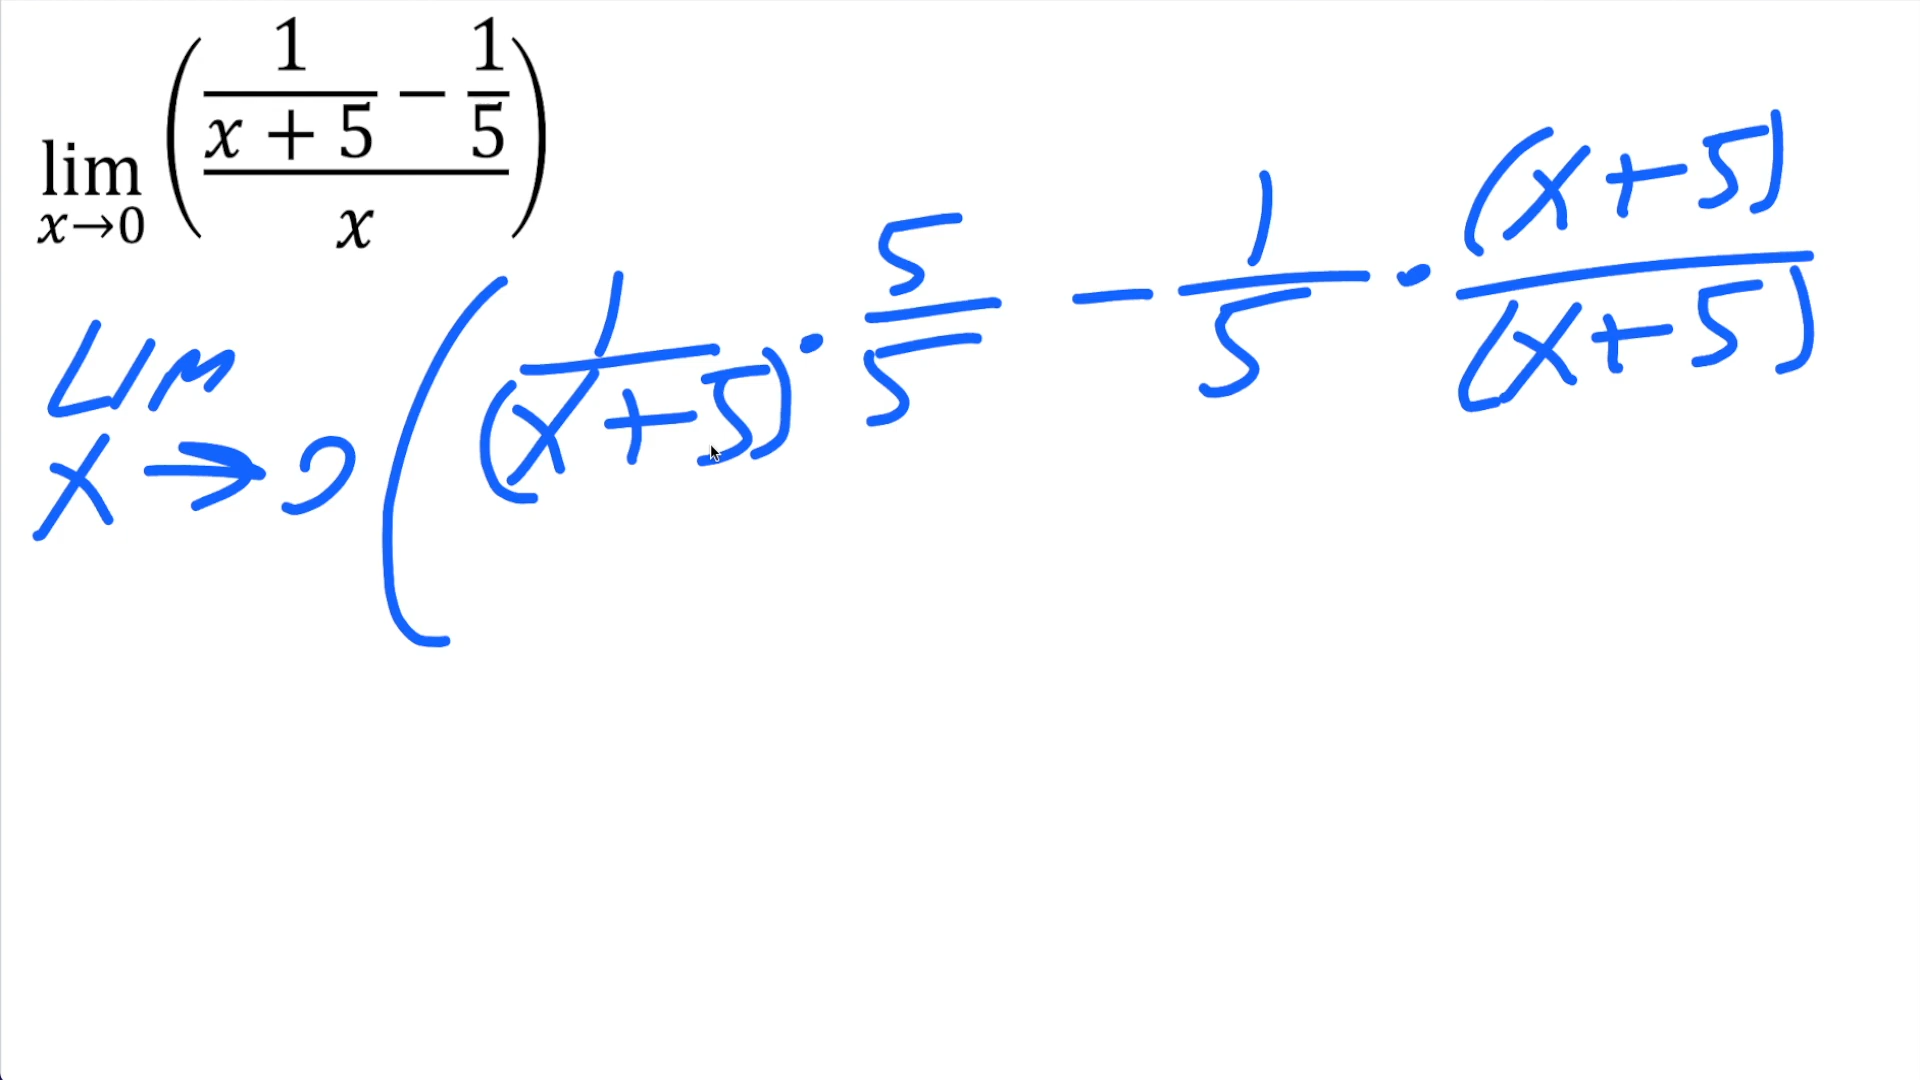 lim x→0 ( (1/(x + 5) − 1/5) / x )
Lim x→0 ( 1/(x+5) · 5/5 − 1/5 · (x+5)/(x+5)